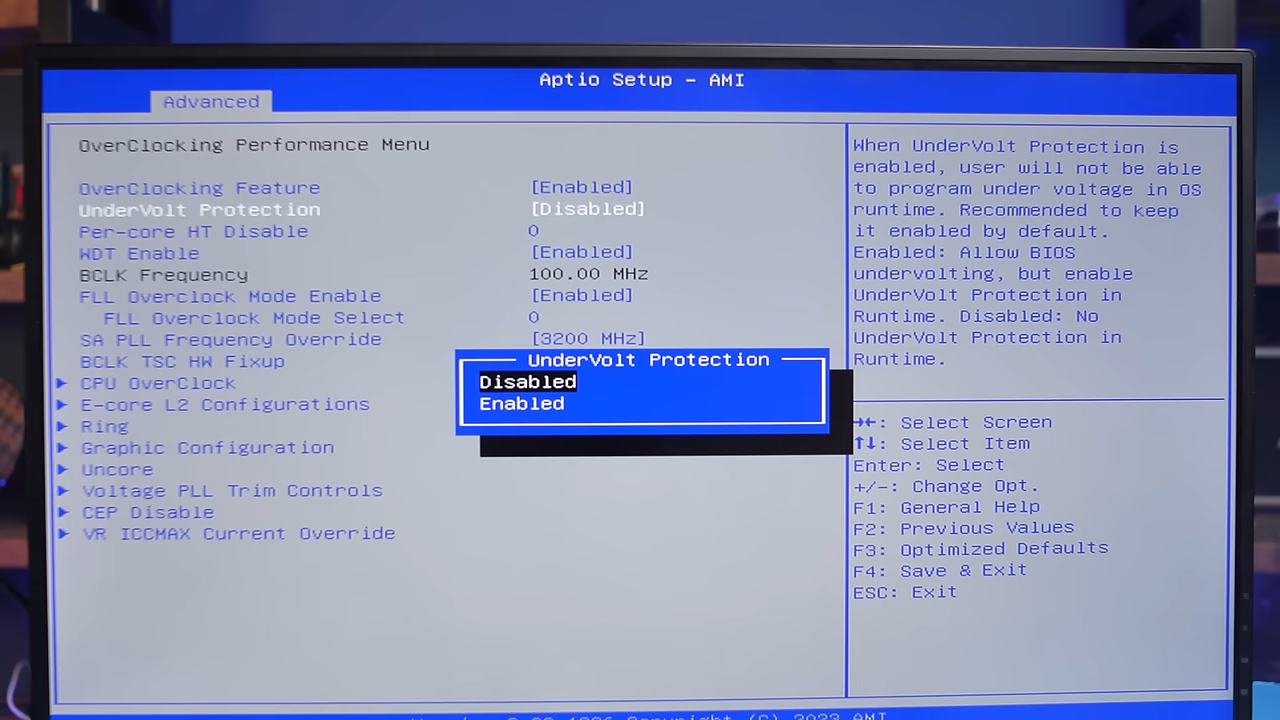 Aptio Setup – AMI
Advanced
OverClocking Performance Menu
OverClocking Feature [Enabled]
UnderVolt Protection [Disabled]
Per-core HT Disable 0
WDT Enable [Enabled]
BCLK Frequency 100.00 MHz
FLL Overclock Mode Enable [Enabled]
FLL Overclock Mode Select 0
SA PLL Frequency Override [3200 MHz]
BCLK TSC HW Fixup
CPU OverClock
E-core L2 Configurations
Ring
Graphic Configuration
Uncore
Voltage PLL Trim Controls
CEP Disable
VR ICCMAX Current Override
UnderVolt Protection
Disabled
Enabled
When UnderVolt Protection is
enabled, user will not be able
to program under voltage in OS
runtime. Recommended to keep
it enabled by default.
Enabled: Allow BIOS
undervolting, but enable
UnderVolt Protection in
Runtime. Disabled: No
UnderVolt Protection in
Runtime.
→←: Select Screen
↑↓: Select Item
Enter: Select
+/-: Change Opt.
F1: General Help
F2: Previous Values
F3: Optimized Defaults
F4: Save & Exit
ESC: Exit
Copyright (C) 2023 AMI